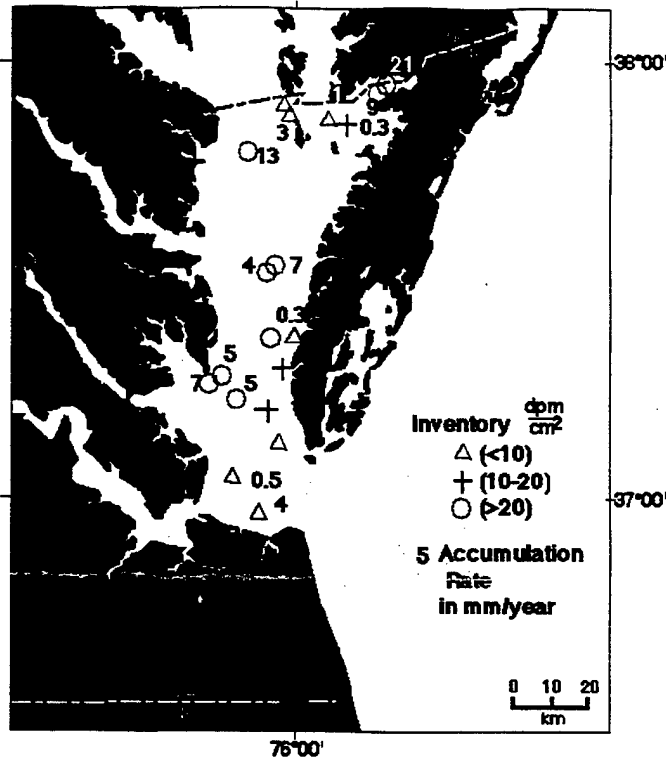 21
38°00'
1
9
3
0.3
13
4
7
0.3
5
7
5
Inventory dpm
cm²
(<10)
(10-20)
0.5
(>20)
4
37°00'
5 Accumulation
Rate
in mm/year
0 10 20
km
76°00'